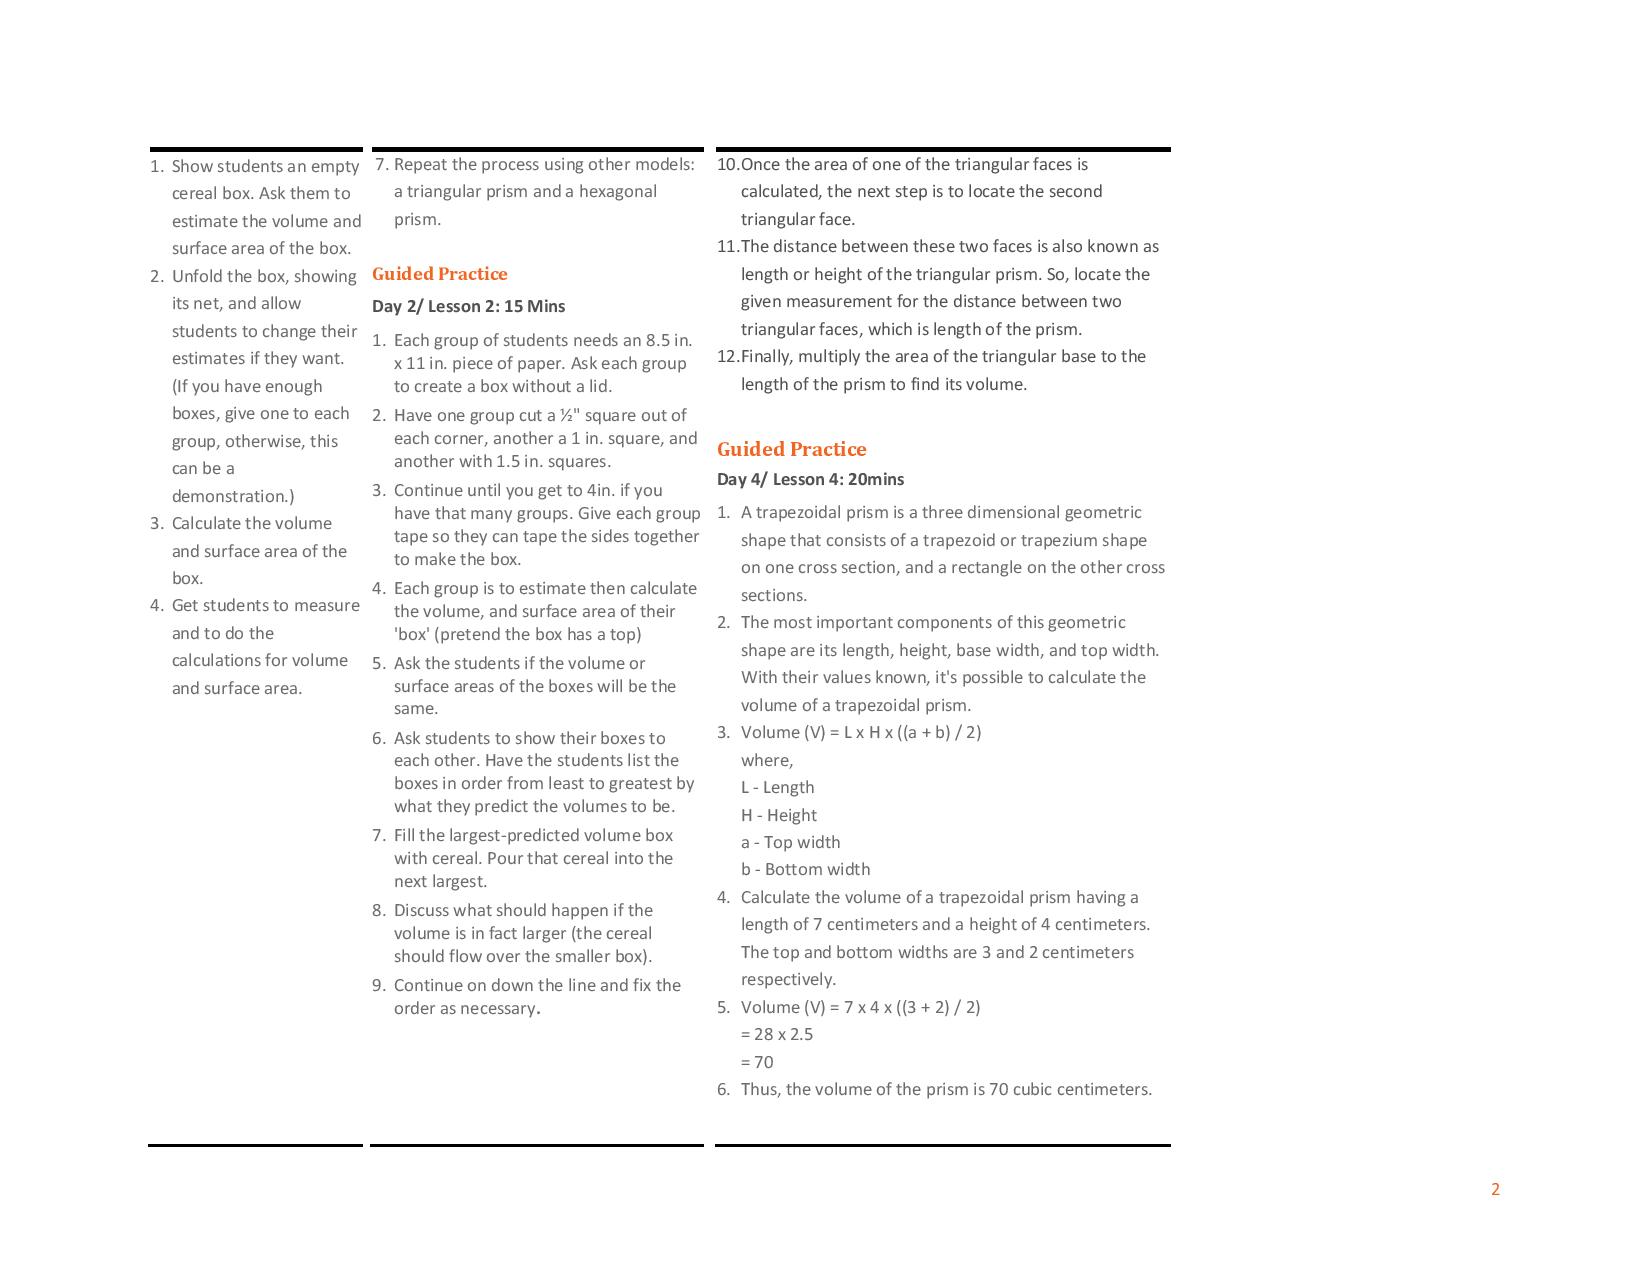 1. Show students an empty
cereal box. Ask them to
estimate the volume and
surface area of the box.
2. Unfold the box, showing
its net, and allow
students to change their
estimates if they want.
(If you have enough
boxes, give one to each
group, otherwise, this
can be a
demonstration.)
3. Calculate the volume
and surface area of the
box.
4. Get students to measure
and to do the
calculations for volume
and surface area.
7. Repeat the process using other models:
a triangular prism and a hexagonal
prism.
Guided Practice
Day 2/ Lesson 2: 15 Mins
1. Each group of students needs an 8.5 in.
x 11 in. piece of paper. Ask each group
to create a box without a lid.
2. Have one group cut a ½" square out of
each corner, another a 1 in. square, and
another with 1.5 in. squares.
3. Continue until you get to 4in. if you
have that many groups. Give each group
tape so they can tape the sides together
to make the box.
4. Each group is to estimate then calculate
the volume, and surface area of their
'box' (pretend the box has a top)
5. Ask the students if the volume or
surface areas of the boxes will be the
same.
6. Ask students to show their boxes to
each other. Have the students list the
boxes in order from least to greatest by
what they predict the volumes to be.
7. Fill the largest-predicted volume box
with cereal. Pour that cereal into the
next largest.
8. Discuss what should happen if the
volume is in fact larger (the cereal
should flow over the smaller box).
9. Continue on down the line and fix the
order as necessary.
10.Once the area of one of the triangular faces is
calculated, the next step is to locate the second
triangular face.
11.The distance between these two faces is also known as
length or height of the triangular prism. So, locate the
given measurement for the distance between two
triangular faces, which is length of the prism.
12.Finally, multiply the area of the triangular base to the
length of the prism to find its volume.
Guided Practice
Day 4/ Lesson 4: 20mins
1. A trapezoidal prism is a three dimensional geometric
shape that consists of a trapezoid or trapezium shape
on one cross section, and a rectangle on the other cross
sections.
2. The most important components of this geometric
shape are its length, height, base width, and top width.
With their values known, it's possible to calculate the
volume of a trapezoidal prism.
3. Volume (V) = L x H x ((a + b) / 2)
where,
L - Length
H - Height
a - Top width
b - Bottom width
4. Calculate the volume of a trapezoidal prism having a
length of 7 centimeters and a height of 4 centimeters.
The top and bottom widths are 3 and 2 centimeters
respectively.
5. Volume (V) = 7 x 4 x ((3 + 2) / 2)
= 28 x 2.5
= 70
6. Thus, the volume of the prism is 70 cubic centimeters.
2